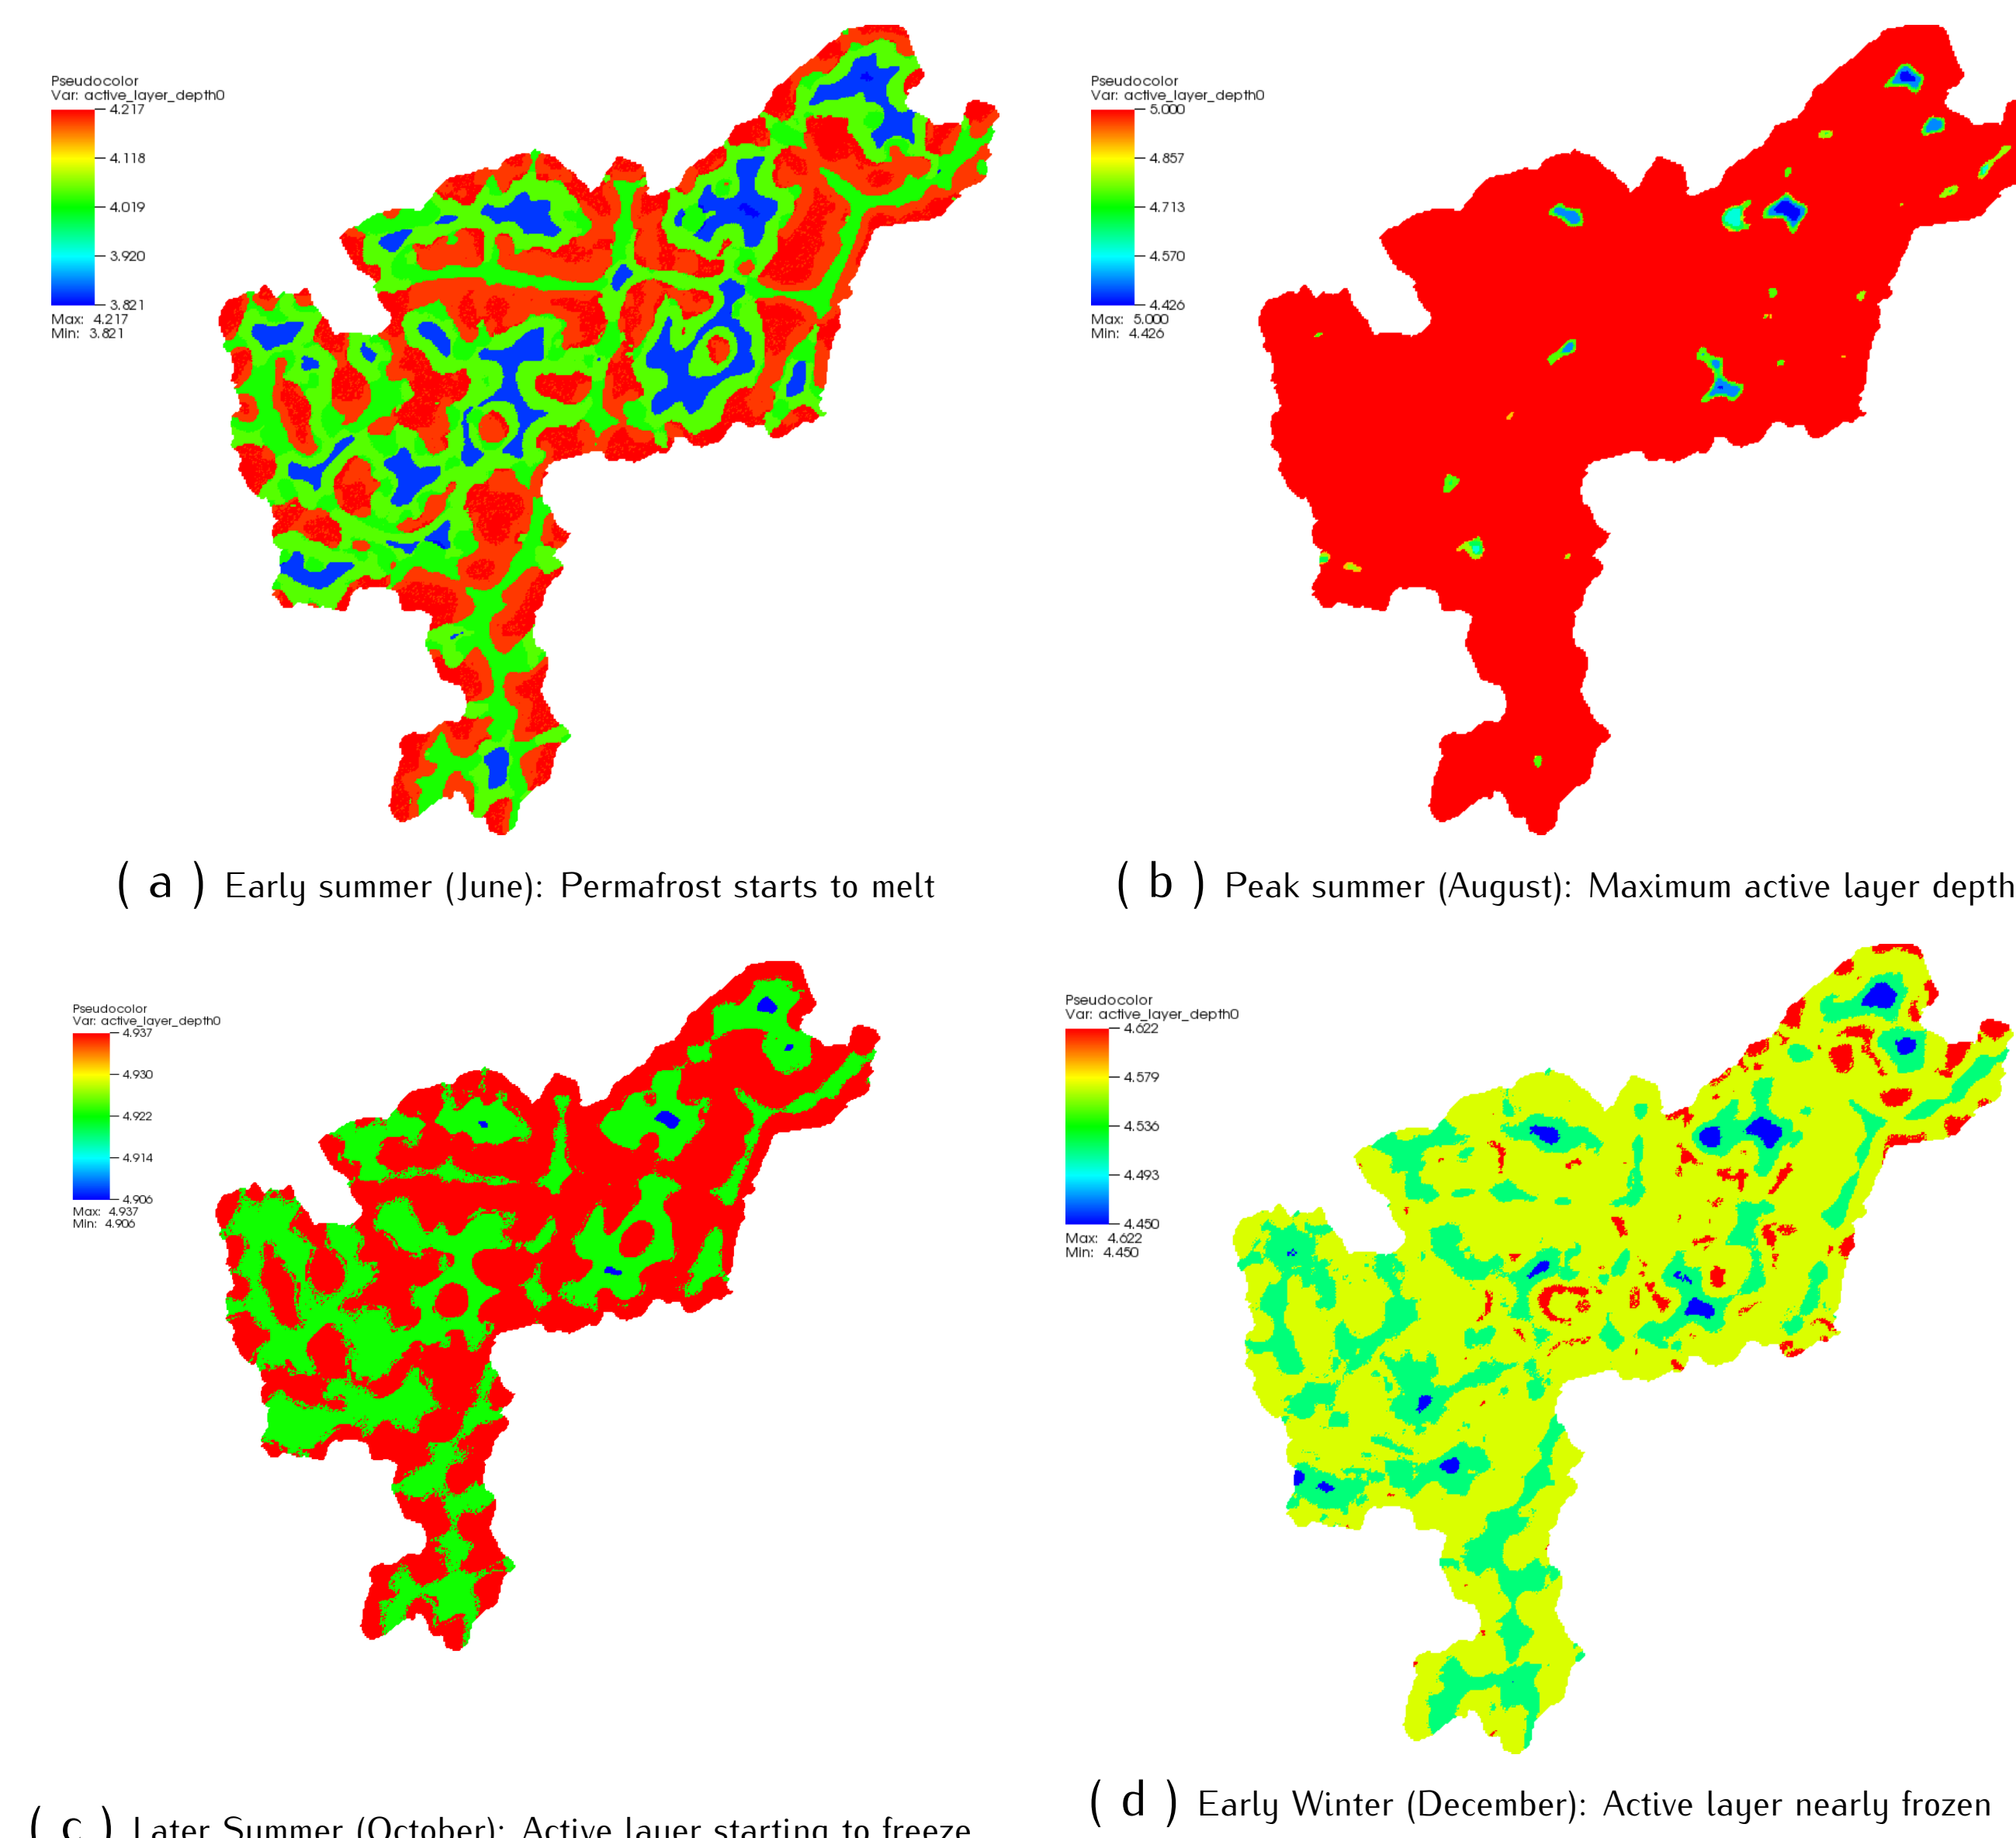 Pseudocolor
Var: active_layer_depth0
4.217
4.118
4.019
3.920
3.821
Max: 4.217
Min: 3.821
Pseudocolor
Var: active_layer_depth0
5.000
4.857
4.713
4.570
4.426
Max: 5.000
Min: 4.426
( a ) Early summer (June): Permafrost starts to melt
( b ) Peak summer (August): Maximum active layer depth
Pseudocolor
Var: active_layer_depth0
4.937
4.930
4.922
4.914
4.906
Max: 4.937
Min: 4.906
Pseudocolor
Var: active_layer_depth0
4.622
4.579
4.536
4.493
4.450
Max: 4.622
Min: 4.450
( c ) Later Summer (October): Active layer starting to freeze
( d ) Early Winter (December): Active layer nearly frozen